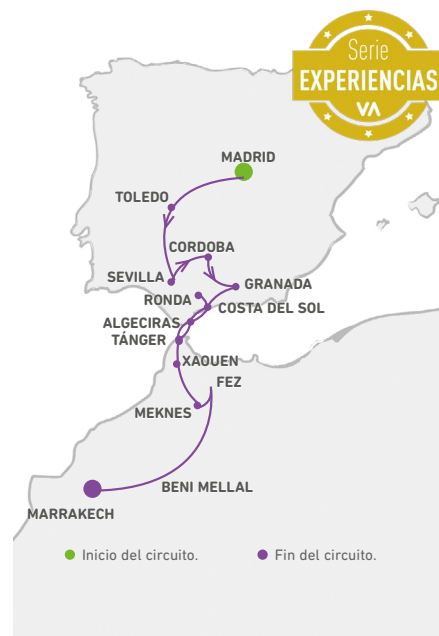 Serie
EXPERIENCIAS
VA
MADRID
TOLEDO
CORDOBA
SEVILLA
GRANADA
RONDA
COSTA DEL SOL
ALGECIRAS
TÁNGER
XAOUEN
FEZ
MEKNES
BENI MELLAL
MARRAKECH
Inicio del circuito.
Fin del circuito.